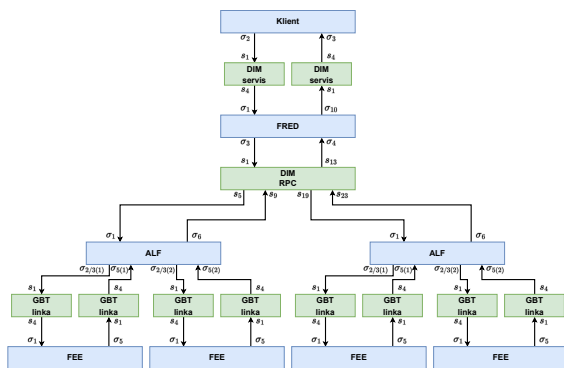 Klient
σ2 σ3
s1 s4
DIM servis DIM servis
s4 s1
σ1 σ10
FRED
σ3 σ4
s1 s13
DIM RPC
s5 s9 s19 s23
σ1 σ6 σ1 σ6
ALF ALF
σ2/3(1) σ5(1) σ2/3(2) σ5(2) σ2/3(1) σ5(1) σ2/3(2) σ5(2)
s1 s4 s1 s4 s1 s4 s1 s4
GBT linka GBT linka GBT linka GBT linka GBT linka GBT linka GBT linka GBT linka
s4 s1 s4 s1 s4 s1 s4 s1
σ1 σ5 σ1 σ5 σ1 σ5 σ1 σ5
FEE FEE FEE FEE